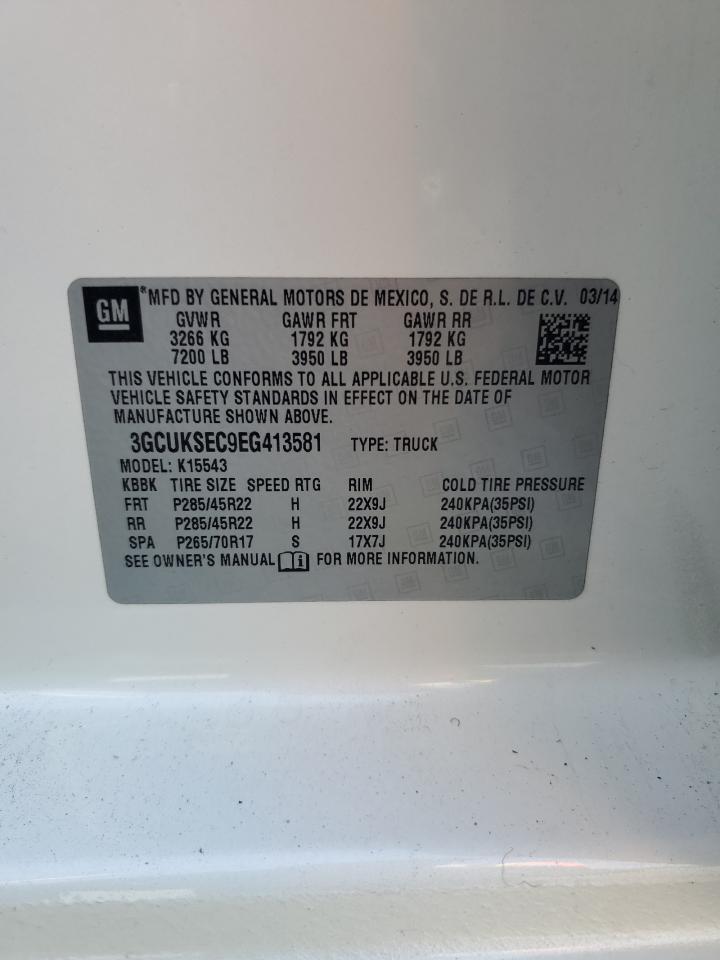 GM *MFD BY GENERAL MOTORS DE MEXICO, S. DE R.L. DE C.V. 03/14
GVWR GAWR FRT GAWR RR
3266 KG 1792 KG 1792 KG
7200 LB 3950 LB 3950 LB
THIS VEHICLE CONFORMS TO ALL APPLICABLE U.S. FEDERAL MOTOR
VEHICLE SAFETY STANDARDS IN EFFECT ON THE DATE OF
MANUFACTURE SHOWN ABOVE.
3GCUKSEC9EG413581 TYPE: TRUCK
MODEL: K15543
KBBK TIRE SIZE SPEED RTG RIM COLD TIRE PRESSURE
FRT P285/45R22 H 22X9J 240KPA(35PSI)
RR P285/45R22 H 22X9J 240KPA(35PSI)
SPA P265/70R17 S 17X7J 240KPA(35PSI)
SEE OWNER'S MANUAL i FOR MORE INFORMATION.